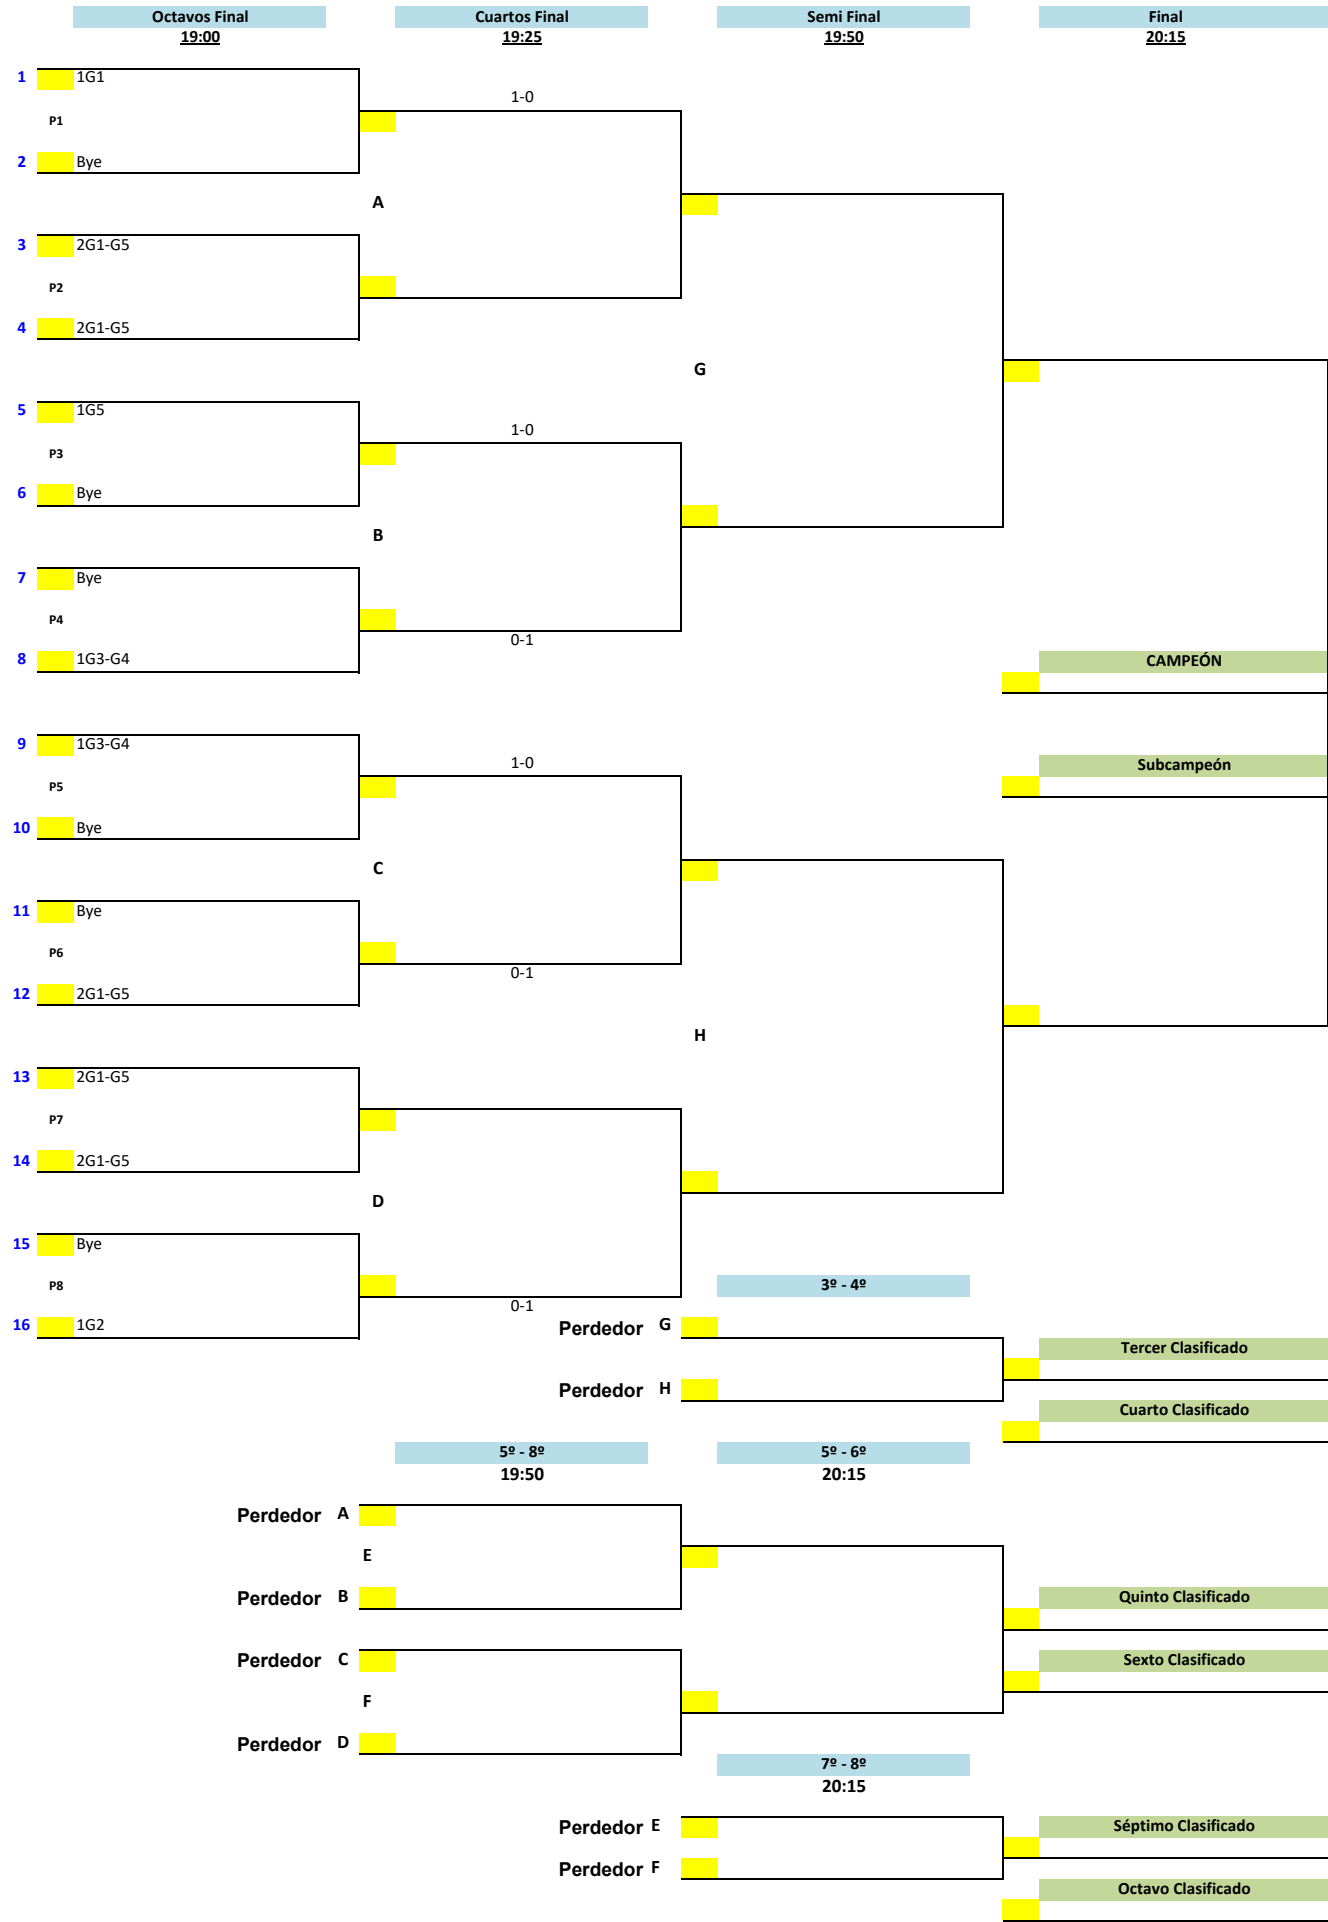 Octavos Final Cuartos Final Semi Final Final
19:00 19:25 19:50 20:15
1 1G1
1-0
P1
2 Bye
A
3 2G1-G5
P2
4 2G1-G5
G
5 1G5
1-0
P3
6 Bye
B
7 Bye
P4
0-1
8 1G3-G4 CAMPEÓN
9 1G3-G4
1-0 Subcampeón
P5
10 Bye
C
11 Bye
P6
0-1
12 2G1-G5
H
13 2G1-G5
P7
14 2G1-G5
D
15 Bye
P8 3º - 4º
0-1
16 1G2 Perdedor G
Tercer Clasificado
Perdedor H
Cuarto Clasificado
5º - 8º 5º - 6º
19:50 20:15
Perdedor A
E
Perdedor B Quinto Clasificado
Perdedor C Sexto Clasificado
F
Perdedor D
7º - 8º
20:15
Perdedor E Séptimo Clasificado
Perdedor F
Octavo Clasificado